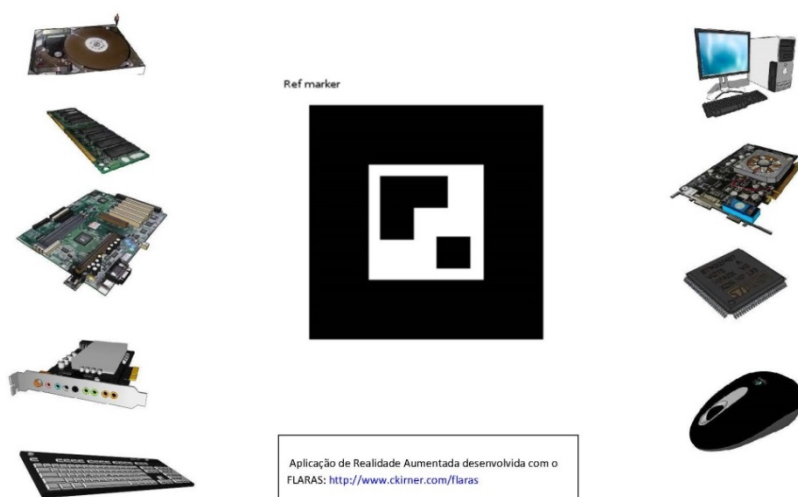 Ref marker
Aplicação de Realidade Aumentada desenvolvida com o
FLARAS: http://www.ckirner.com/flaras